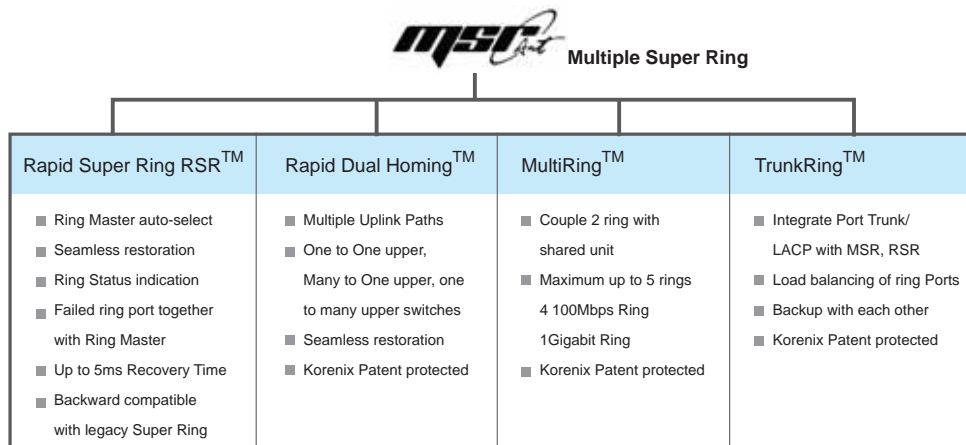 msr Ant Multiple Super Ring
Rapid Super Ring RSR™
Ring Master auto-select
Seamless restoration
Ring Status indication
Failed ring port together
with Ring Master
Up to 5ms Recovery Time
Backward compatible
with legacy Super Ring
Rapid Dual Homing™
Multiple Uplink Paths
One to One upper,
Many to One upper, one
to many upper switches
Seamless restoration
Korenix Patent protected
MultiRing™
Couple 2 ring with
shared unit
Maximum up to 5 rings
4 100Mbps Ring
1Gigabit Ring
Korenix Patent protected
TrunkRing™
Integrate Port Trunk/
LACP with MSR, RSR
Load balancing of ring Ports
Backup with each other
Korenix Patent protected